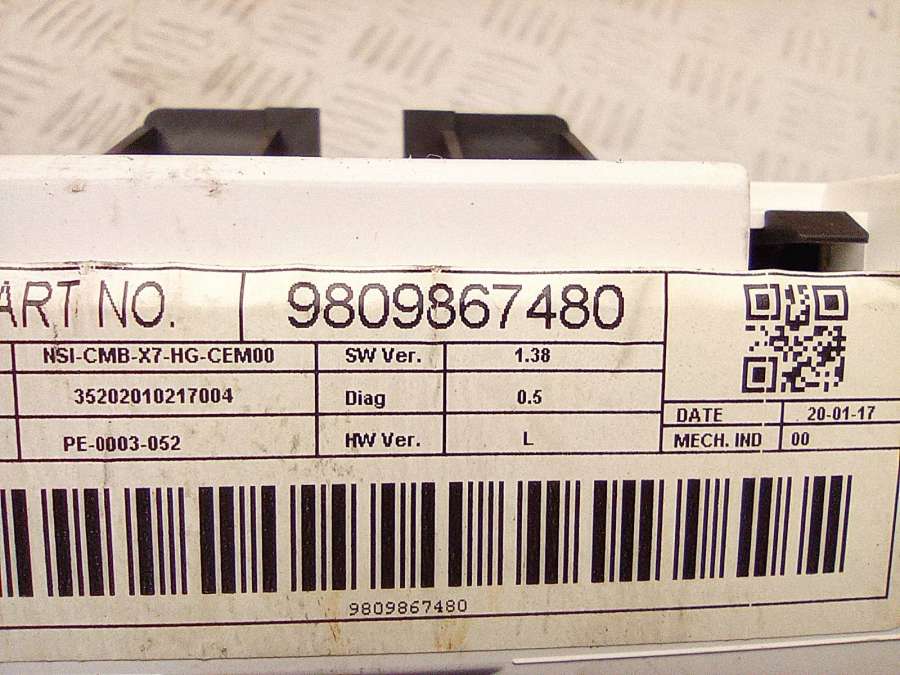 ART NO. 9809867480
NSI-CMB-X7-HG-CEM00 SW Ver. 1.38
35202010217004 Diag 0.5
DATE 20-01-17
PE-0003-052 HW Ver. L MECH. IND 00
9809867480